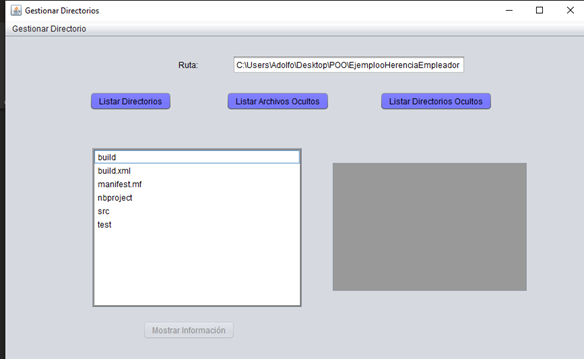 Gestionar Directorios
Gestionar Directorio
Ruta: C:\Users\Adolfo\Desktop\POO\EjemplooHerenciaEmpleador
Listar Directorios Listar Archivos Ocultos Listar Directorios Ocultos
build
build.xml
manifest.mf
nbproject
src
test
Mostrar Información